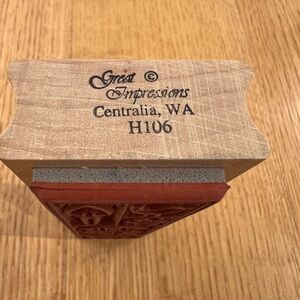 Great ©
Impressions
Centralia, WA
H106